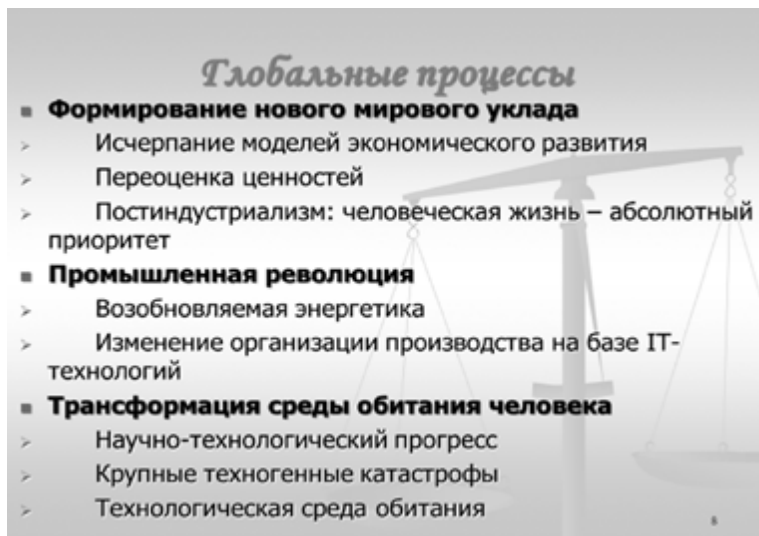 Глобальные процессы
Формирование нового мирового уклада
Исчерпание моделей экономического развития
Переоценка ценностей
Постиндустриализм: человеческая жизнь – абсолютный
приоритет
Промышленная революция
Возобновляемая энергетика
Изменение организации производства на базе IT-
технологий
Трансформация среды обитания человека
Научно-технологический прогресс
Крупные техногенные катастрофы
Технологическая среда обитания
8